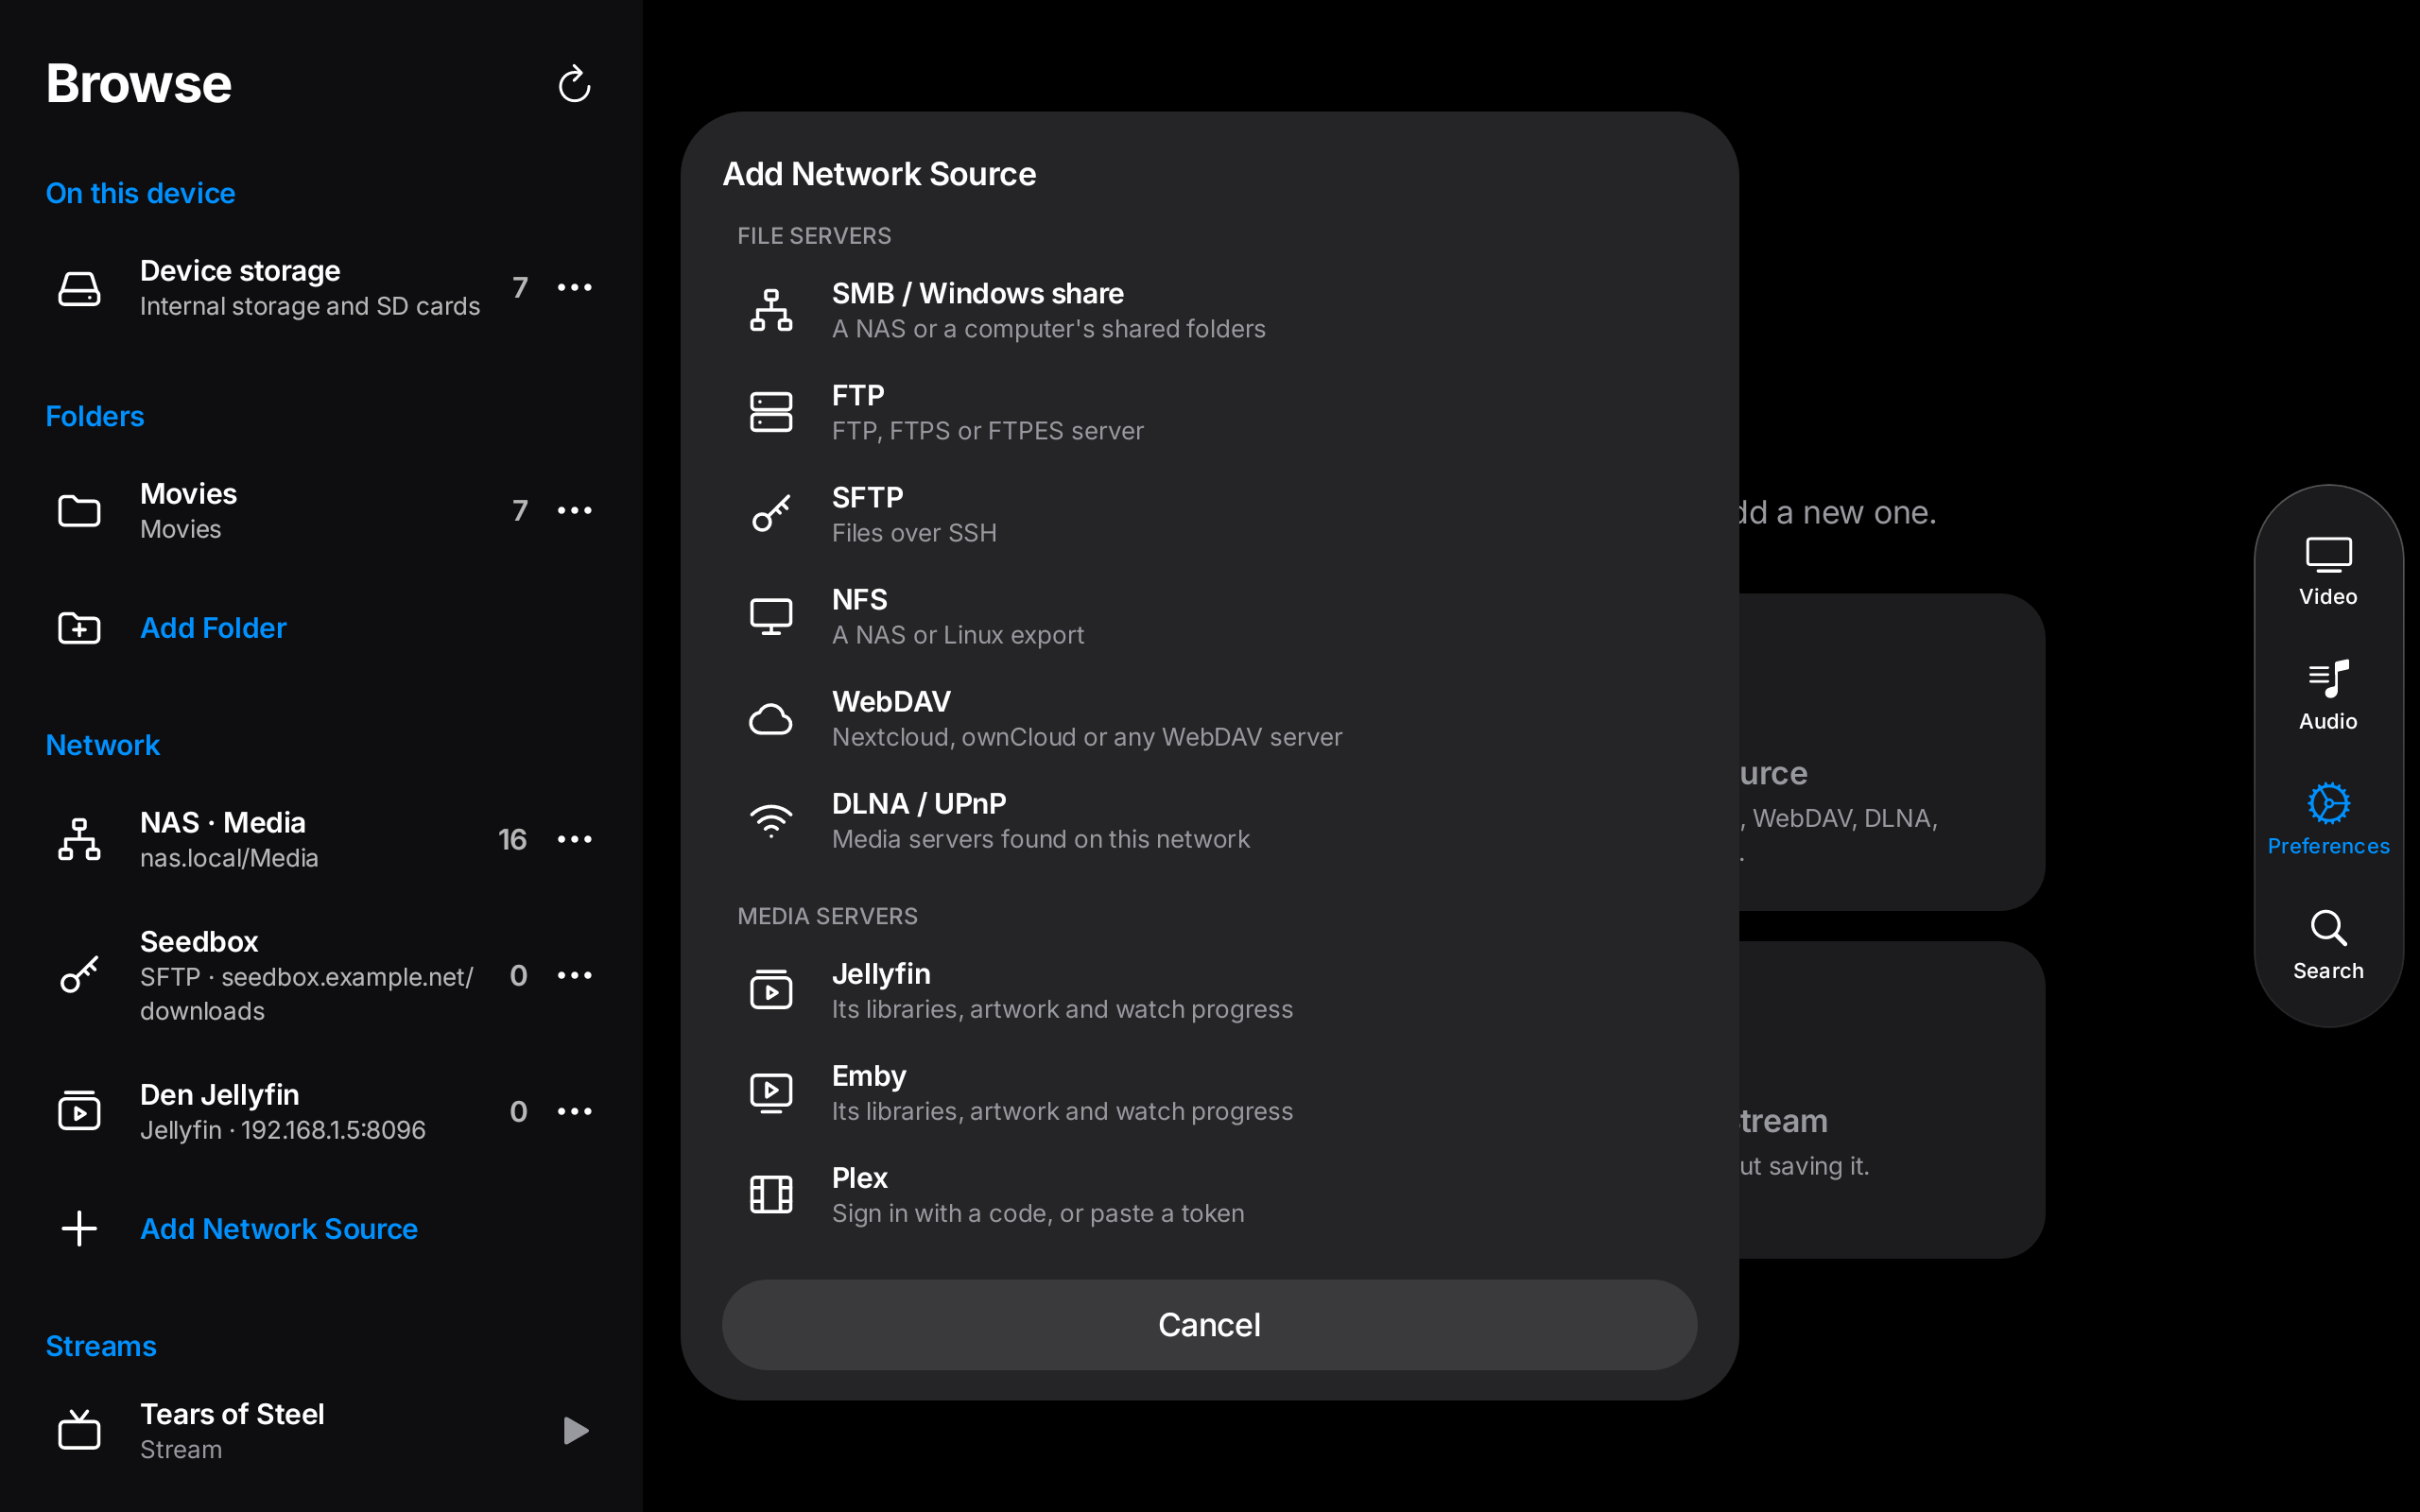 Browse
On this device
Device storage
Internal storage and SD cards
7
Folders
Movies
Movies
7
Add Folder
Network
NAS · Media
nas.local/Media
16
Seedbox
SFTP · seedbox.example.net/
downloads
0
Den Jellyfin
Jellyfin · 192.168.1.5:8096
0
Add Network Source
Streams
Tears of Steel
Stream
Add Network Source
FILE SERVERS
SMB / Windows share
A NAS or a computer's shared folders
FTP
FTP, FTPS or FTPES server
SFTP
Files over SSH
NFS
A NAS or Linux export
WebDAV
Nextcloud, ownCloud or any WebDAV server
DLNA / UPnP
Media servers found on this network
MEDIA SERVERS
Jellyfin
Its libraries, artwork and watch progress
Emby
Its libraries, artwork and watch progress
Plex
Sign in with a code, or paste a token
Cancel
a new one.
, WebDAV, DLNA,
.
saving it.
Video
Audio
Preferences
Search